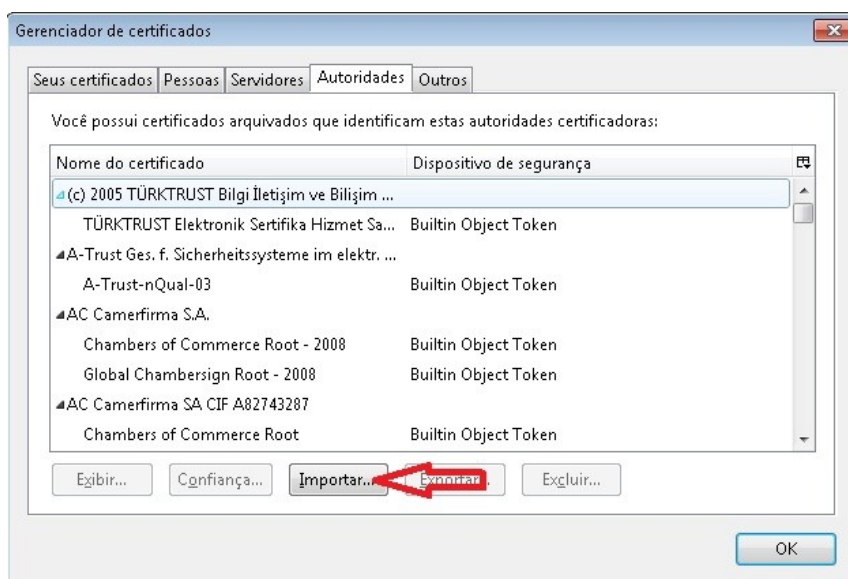 Gerenciador de certificados
Seus certificados Pessoas Servidores Autoridades Outros
Você possui certificados arquivados que identificam estas autoridades certificadoras:
Nome do certificado Dispositivo de segurança
(c) 2005 TÜRKTRUST Bilgi İletişim ve Bilişim ...
TÜRKTRUST Elektronik Sertifika Hizmet Sa... Builtin Object Token
A-Trust Ges. f. Sicherheitssysteme im elektr. ...
A-Trust-nQual-03 Builtin Object Token
AC Camerfirma S.A.
Chambers of Commerce Root - 2008 Builtin Object Token
Global Chambersign Root - 2008 Builtin Object Token
AC Camerfirma SA CIF A82743287
Chambers of Commerce Root Builtin Object Token
Exibir... Confiança... Importar... Exportar... Excluir...
OK